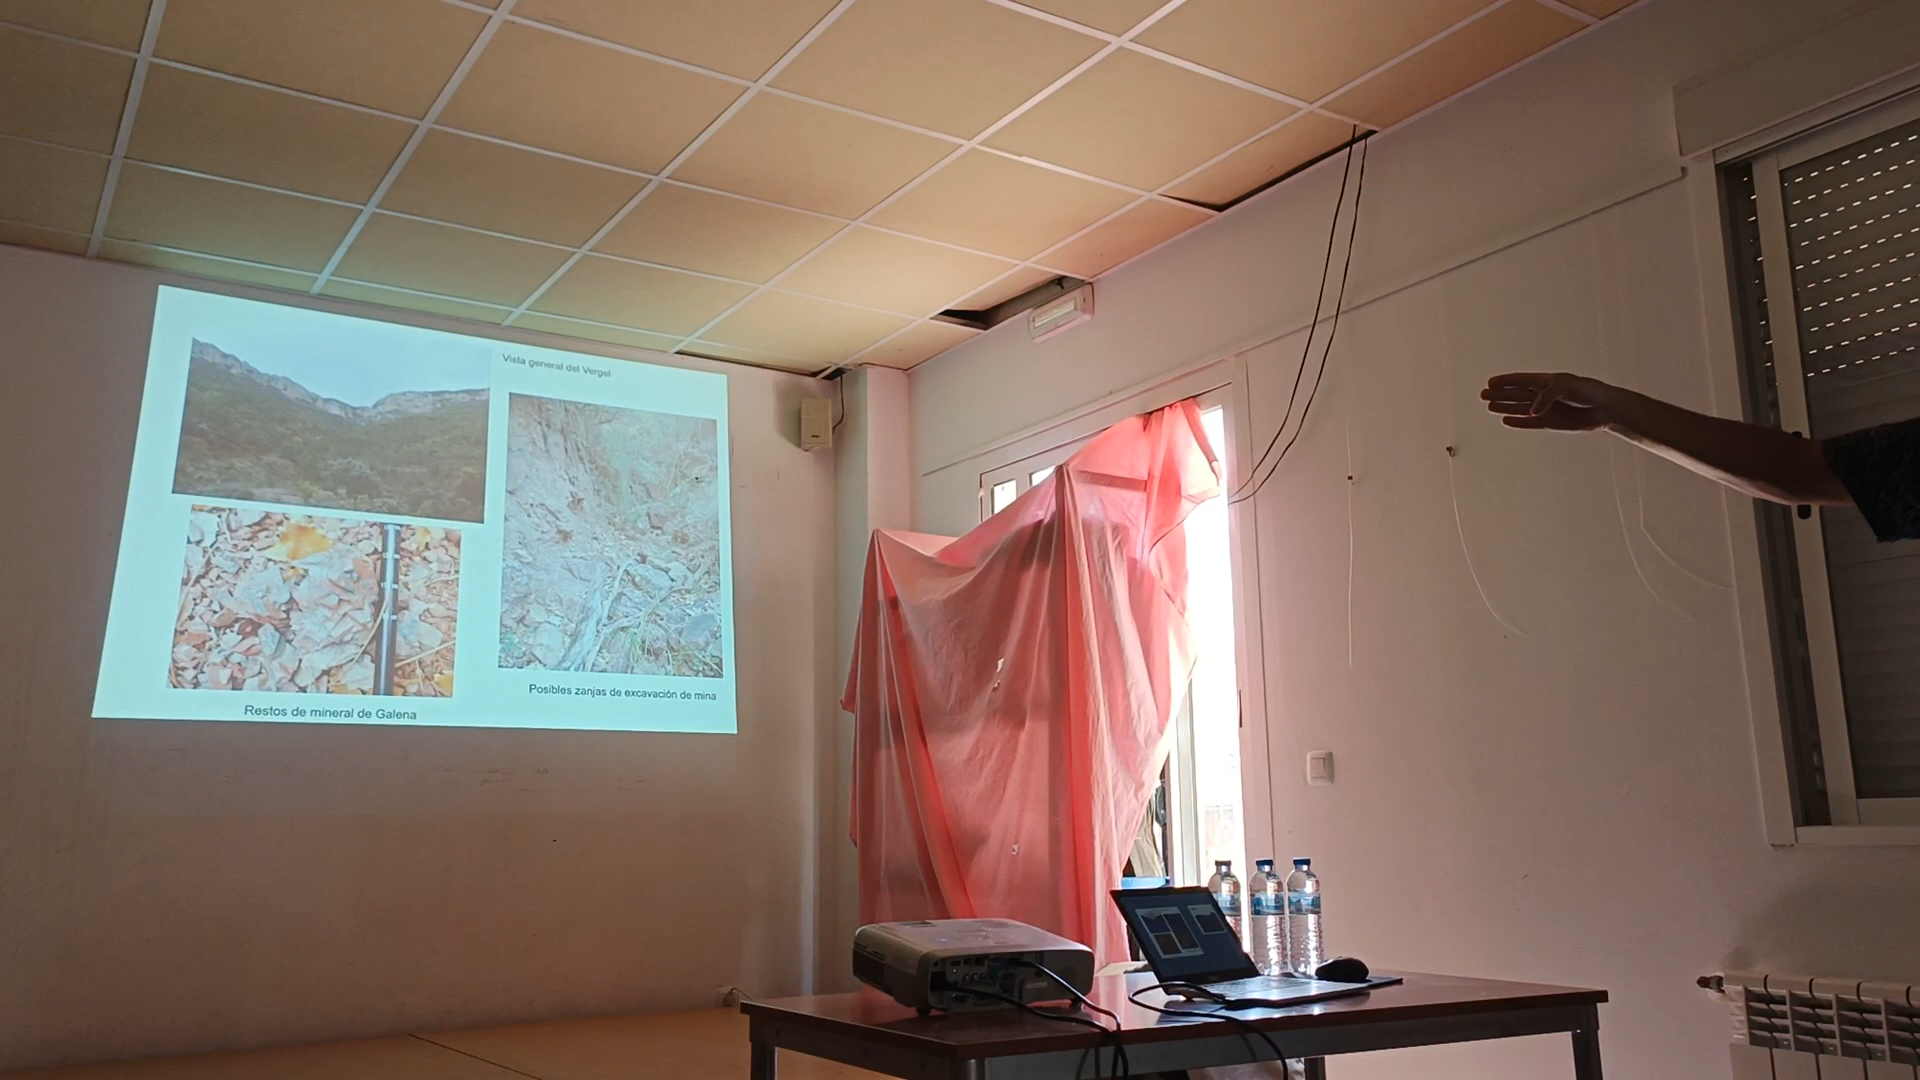 Vista general del Vergel
Posibles zanjas de excavación de mina
Restos de mineral de Galena